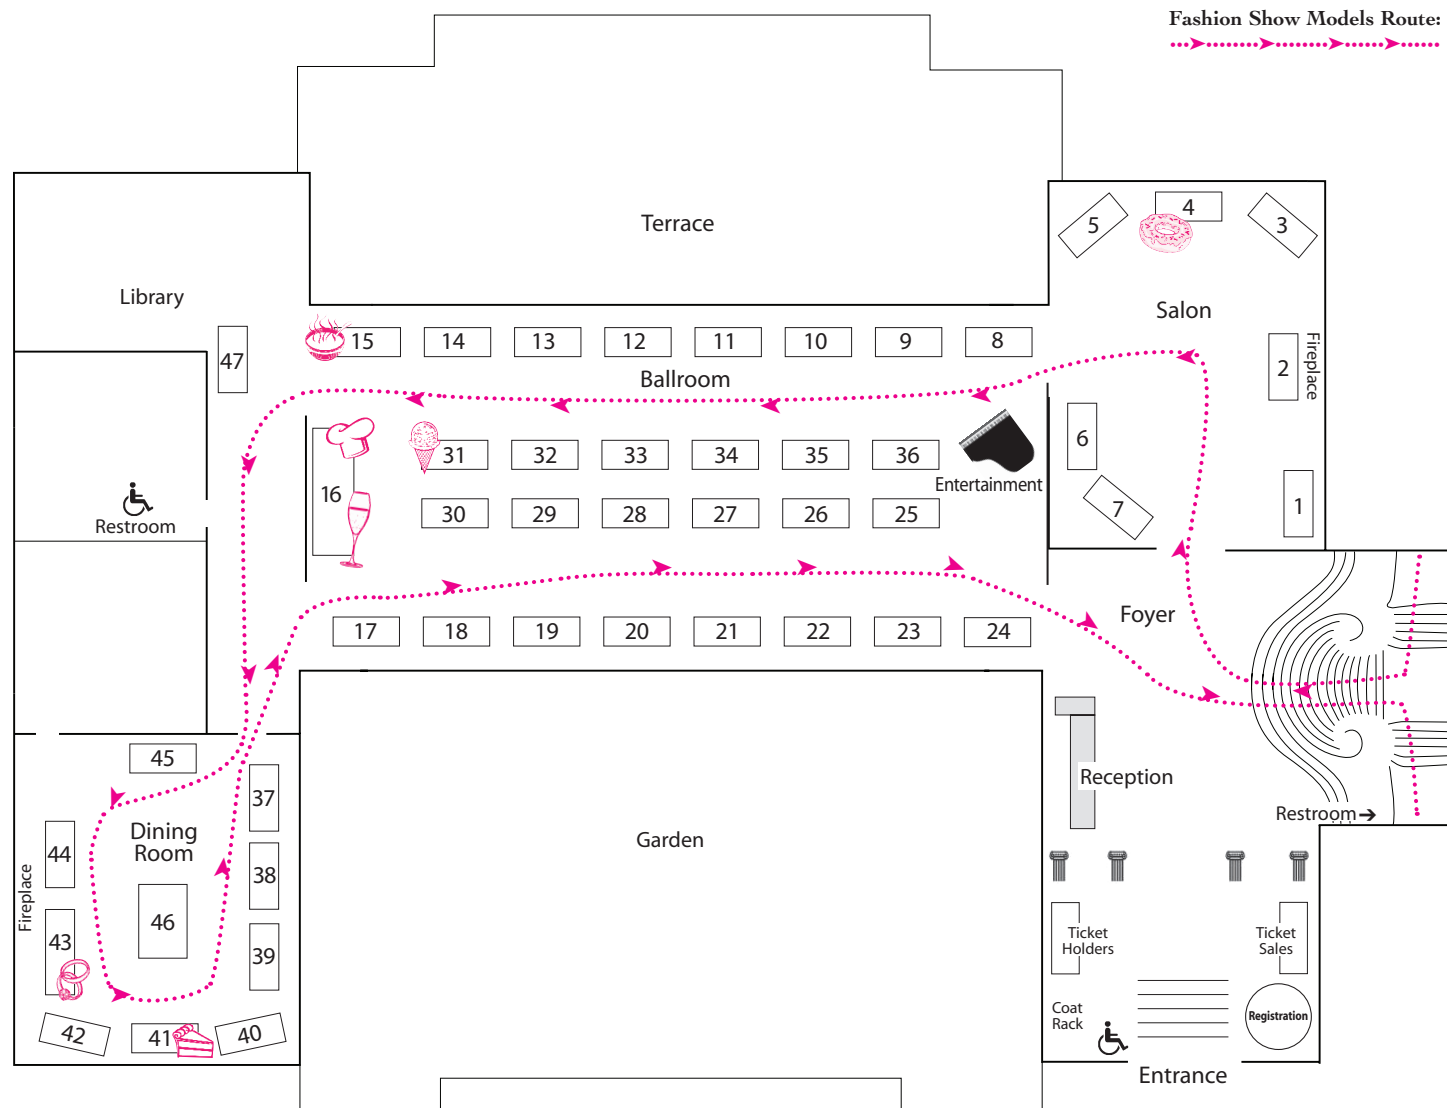 Fashion Show Models Route:
5
4
3
Terrace
Library
Salon
47
15
14
13
12
11
10
9
8
2
Fireplace
Ballroom
6
31
32
33
34
35
36
Entertainment
16
30
29
28
27
26
25
7
1
Restroom
17
18
19
20
21
22
23
24
Foyer
45
37
Reception
Restroom
Dining
Room
44
38
Garden
Fireplace
46
43
39
Ticket
Holders
Ticket
Sales
42
41
40
Coat
Rack
Registration
Entrance